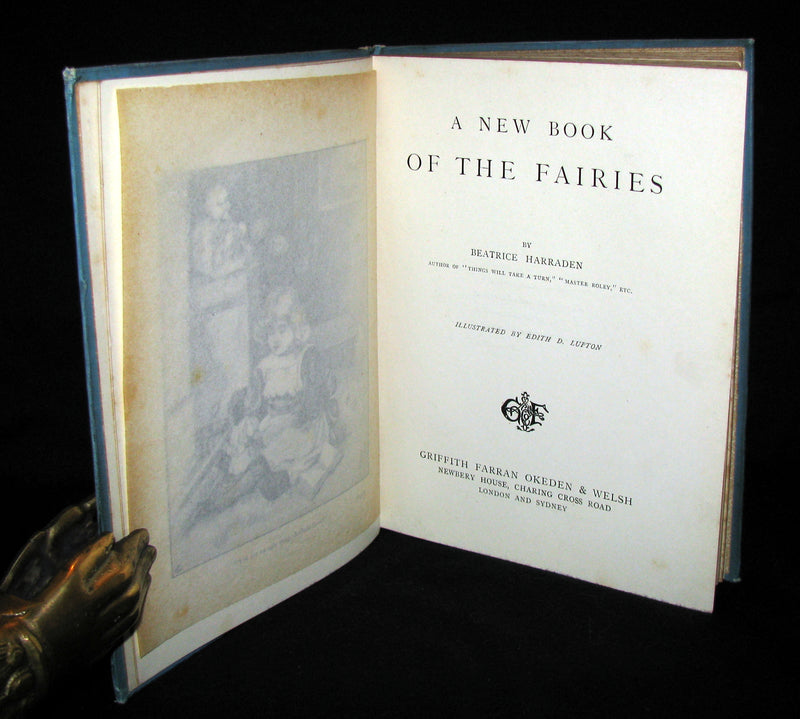 A NEW BOOK
OF THE FAIRIES
BY
BEATRICE HARRADEN
AUTHOR OF "THINGS WILL TAKE A TURN," "MASTER ROLEY," ETC.
ILLUSTRATED BY EDITH D. LUPTON
GRIFFITH FARRAN OKEDEN & WELSH
NEWBERY HOUSE, CHARING CROSS ROAD
LONDON AND SYDNEY